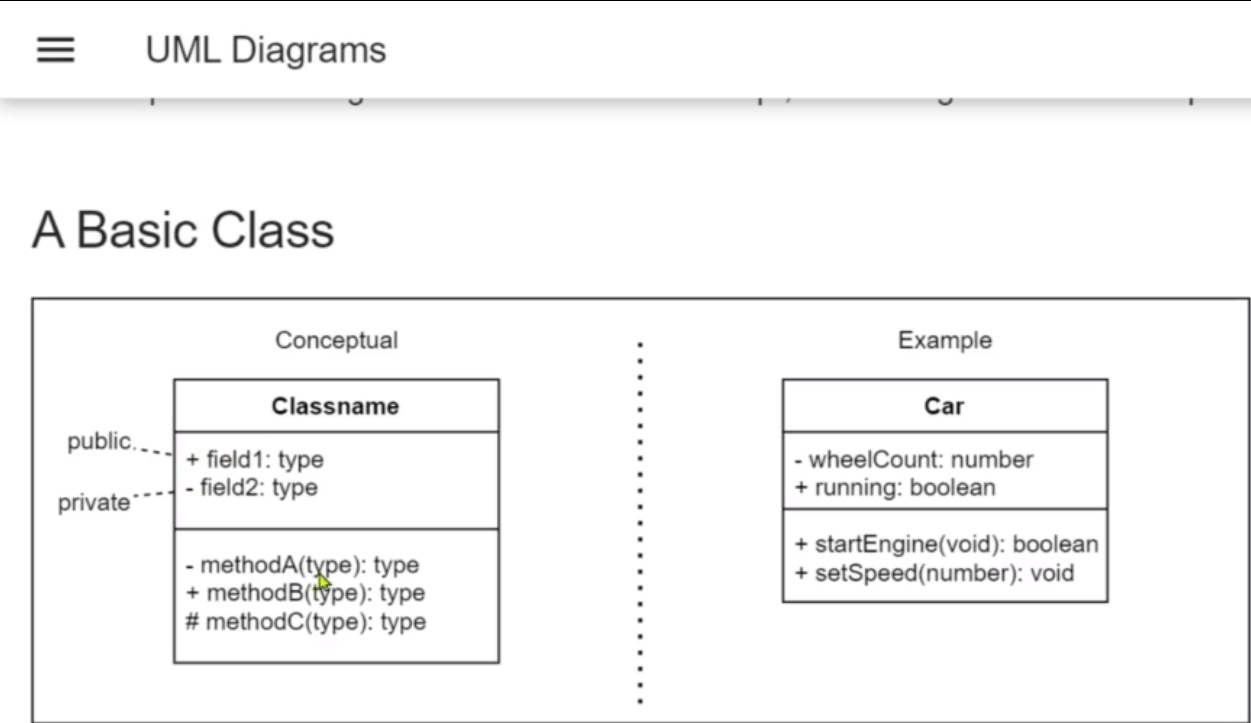 UML Diagrams
A Basic Class
Conceptual
Classname
public
+ field1: type
- field2: type
private
- methodA(type): type
+ methodB(type): type
# methodC(type): type
Example
Car
- wheelCount: number
+ running: boolean
+ startEngine(void): boolean
+ setSpeed(number): void